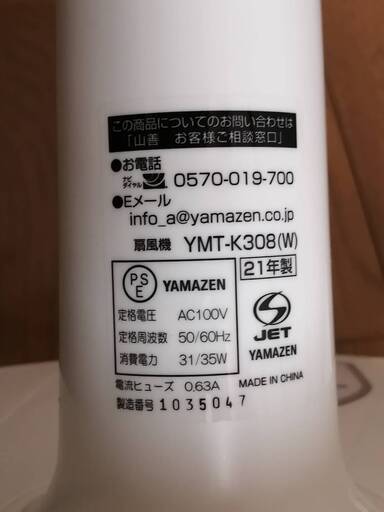 この商品についてのお問い合わせは
「山善　お客様ご相談窓口」
●お電話
ナビダイヤル 0570-019-700
●Eメール
info_a@yamazen.co.jp
扇風機 YMT-K308(W)
PSE YAMAZEN
定格電圧 AC100V
定格周波数 50/60Hz
消費電力 31/35W
21年製
S
JET
YAMAZEN
電流ヒューズ 0.63A
MADE IN CHINA
製造番号 1035047